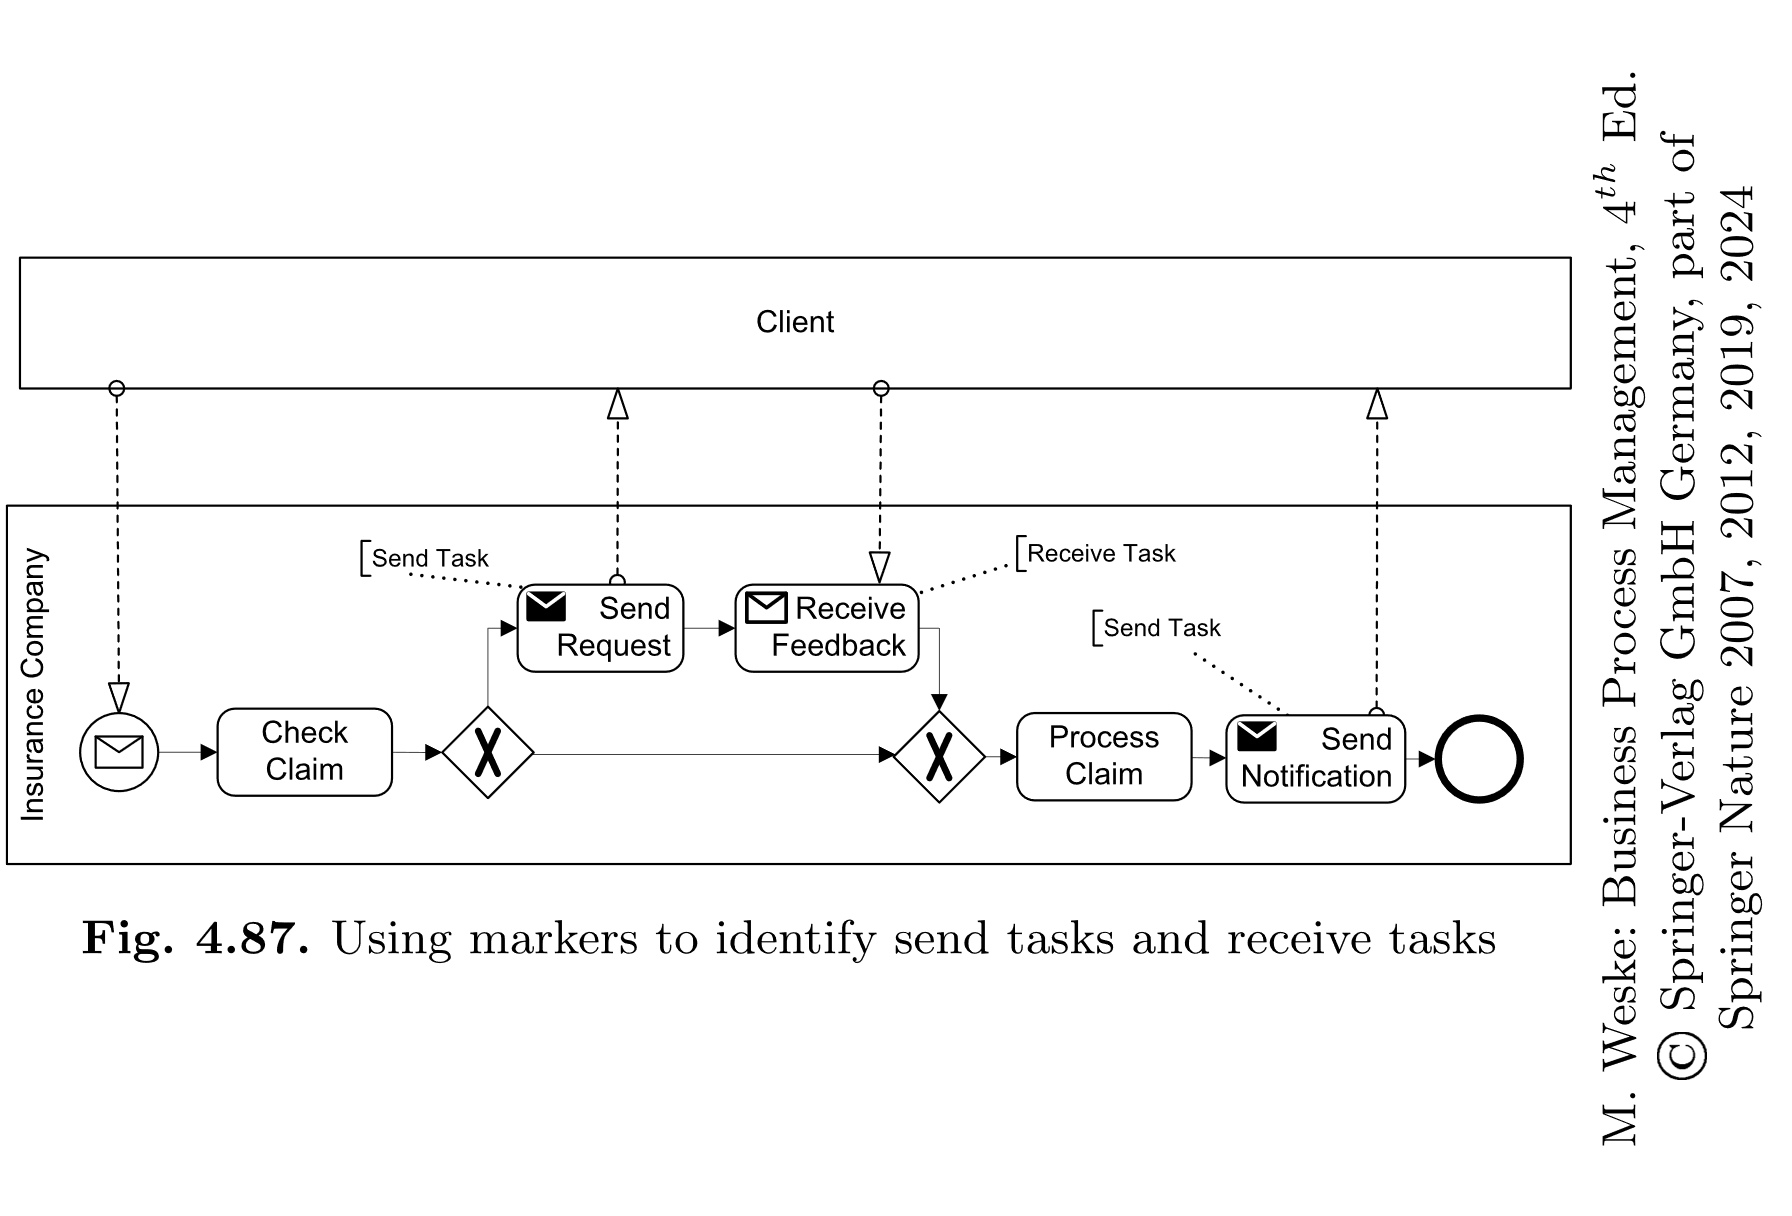 Client
Insurance Company
Send Task
Send
Request
Receive
Feedback
Receive Task
Send Task
Check
Claim
X
X
Process
Claim
Send
Notification
Fig. 4.87. Using markers to identify send tasks and receive tasks
M. Weske: Business Process Management, 4th Ed.
© Springer-Verlag GmbH Germany, part of
Springer Nature 2007, 2012, 2019, 2024